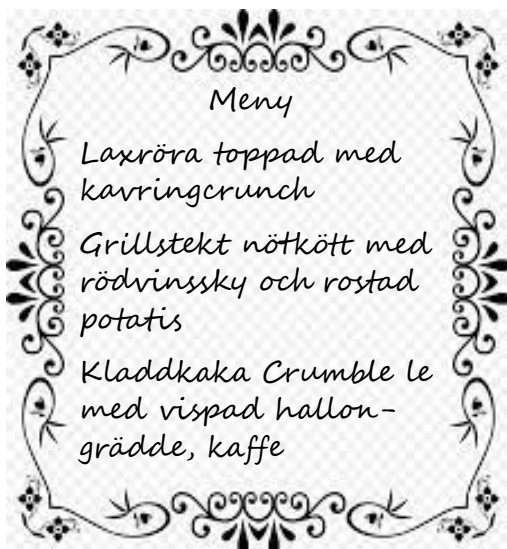 Meny
Laxröra toppad med
kavringcrunch
Grillstekt nötkött med
rödvinssky och rostad
potatis
Kladdkaka Crumble le
med vispad hallon-
grädde, kaffe